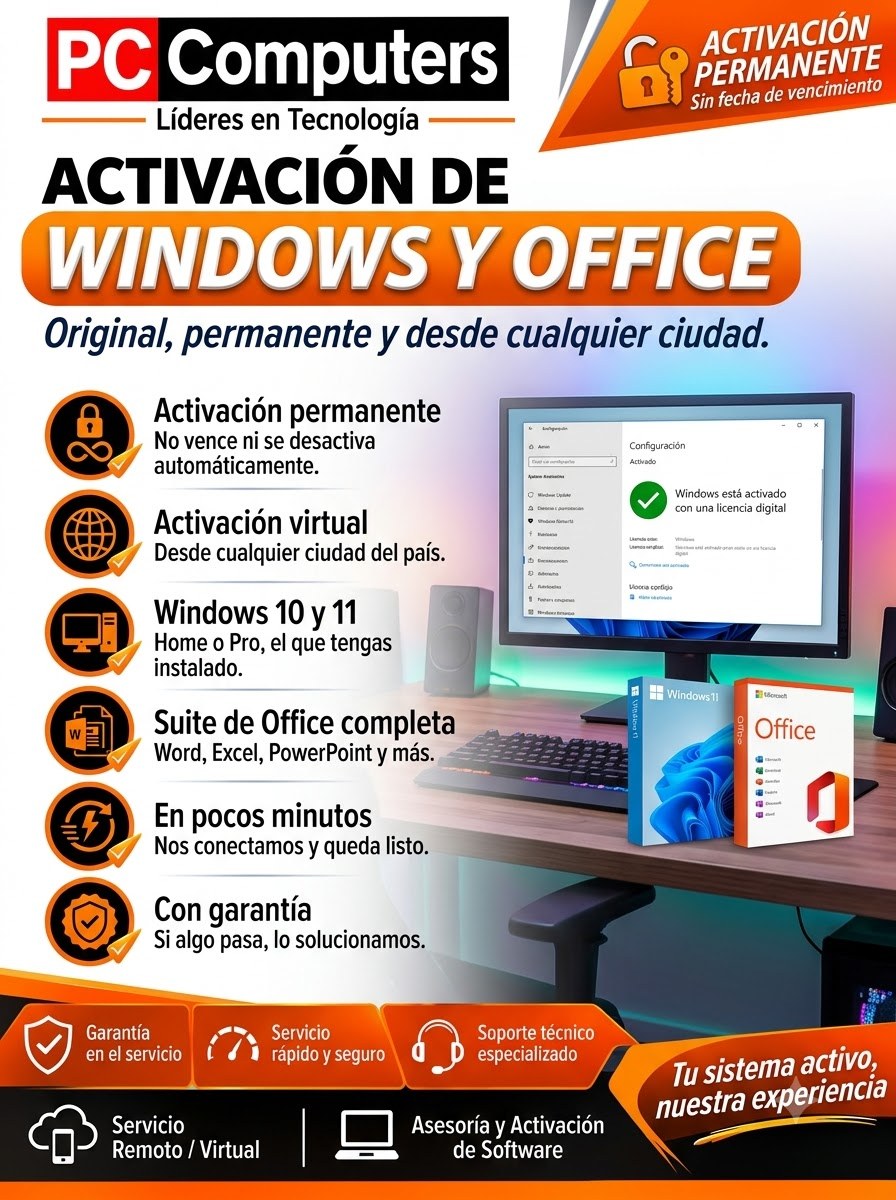 PC Computers
Líderes en Tecnología
ACTIVACIÓN
PERMANENTE
Sin fecha de vencimiento
ACTIVACIÓN DE
WINDOWS Y OFFICE
Original, permanente y desde cualquier ciudad.
Activación permanente
No vence ni se desactiva
automáticamente.
Activación virtual
Desde cualquier ciudad del país.
Windows 10 y 11
Home o Pro, el que tengas
instalado.
Suite de Office completa
Word, Excel, PowerPoint y más.
En pocos minutos
Nos conectamos y queda listo.
Con garantía
Si algo pasa, lo solucionamos.
Configuración
Activado
Windows está activado
con una licencia digital
Windows 11
Microsoft
Office
W
Garantía
en el servicio
Servicio
rápido y seguro
Soporte técnico
especializado
Tu sistema activo,
nuestra experiencia
Servicio
Remoto / Virtual
Asesoría y Activación
de Software